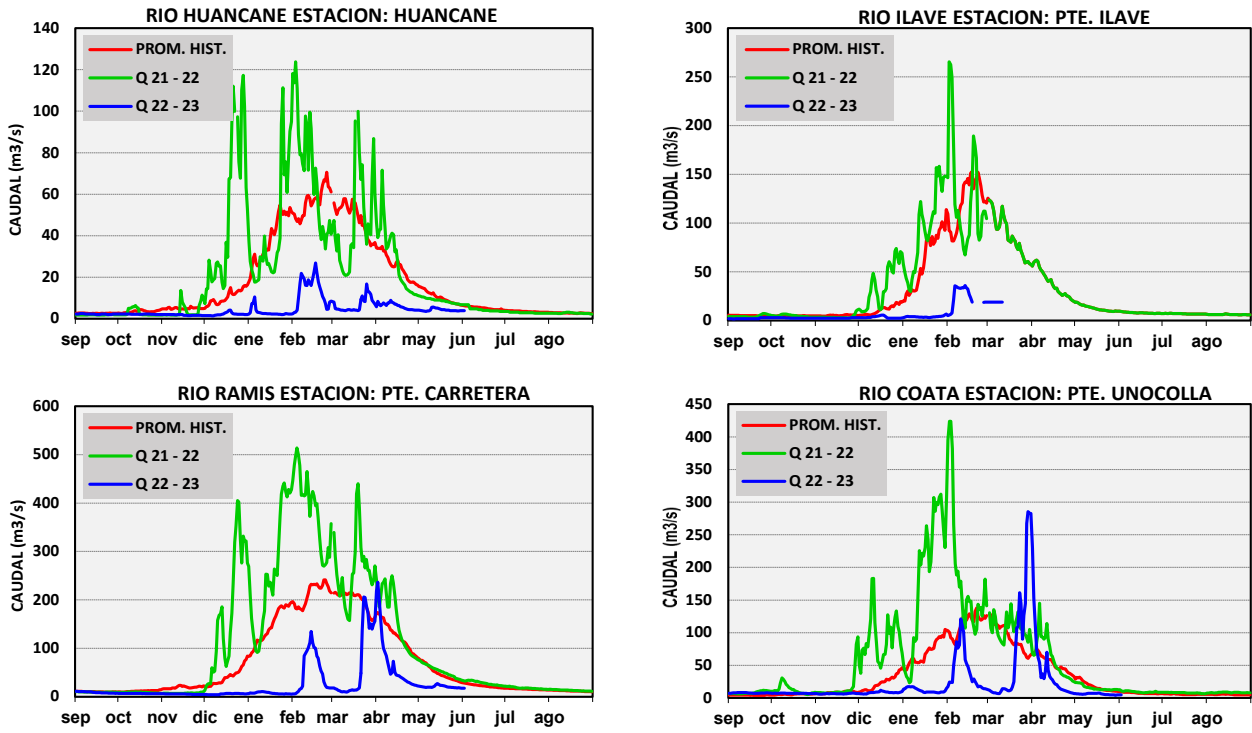 RIO HUANCANE ESTACION: HUANCANE
140
120
100
80
60
40
20
0
CAUDAL (m3/s)
PROM. HIST.
Q 21 - 22
Q 22 - 23
sep oct nov dic ene feb mar abr may jun jul ago
RIO ILAVE ESTACION: PTE. ILAVE
300
250
200
150
100
50
0
CAUDAL (m3/s)
PROM. HIST.
Q 21 - 22
Q 22 - 23
sep oct nov dic ene feb mar abr may jun jul ago
RIO RAMIS ESTACION: PTE. CARRETERA
600
500
400
300
200
100
0
CAUDAL (m3/s)
PROM. HIST.
Q 21 - 22
Q 22 - 23
sep oct nov dic ene feb mar abr may jun jul ago
RIO COATA ESTACION: PTE. UNOCOLLA
450
400
350
300
250
200
150
100
50
0
CAUDAL (m3/s)
PROM. HIST.
Q 21 - 22
Q 22 - 23
sep oct nov dic ene feb mar abr may jun jul ago